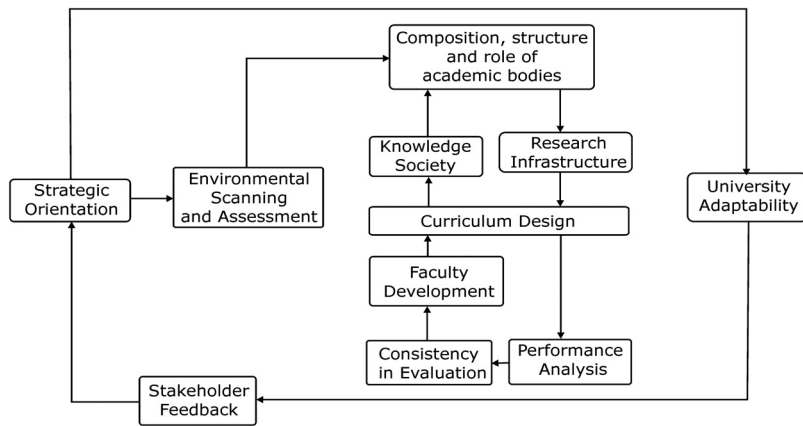 Composition, structure
and role of
academic bodies
Knowledge
Society
Research
Infrastructure
Strategic
Orientation
Environmental
Scanning
and Assessment
University
Adaptability
Curriculum Design
Faculty
Development
Consistency
in Evaluation
Performance
Analysis
Stakeholder
Feedback